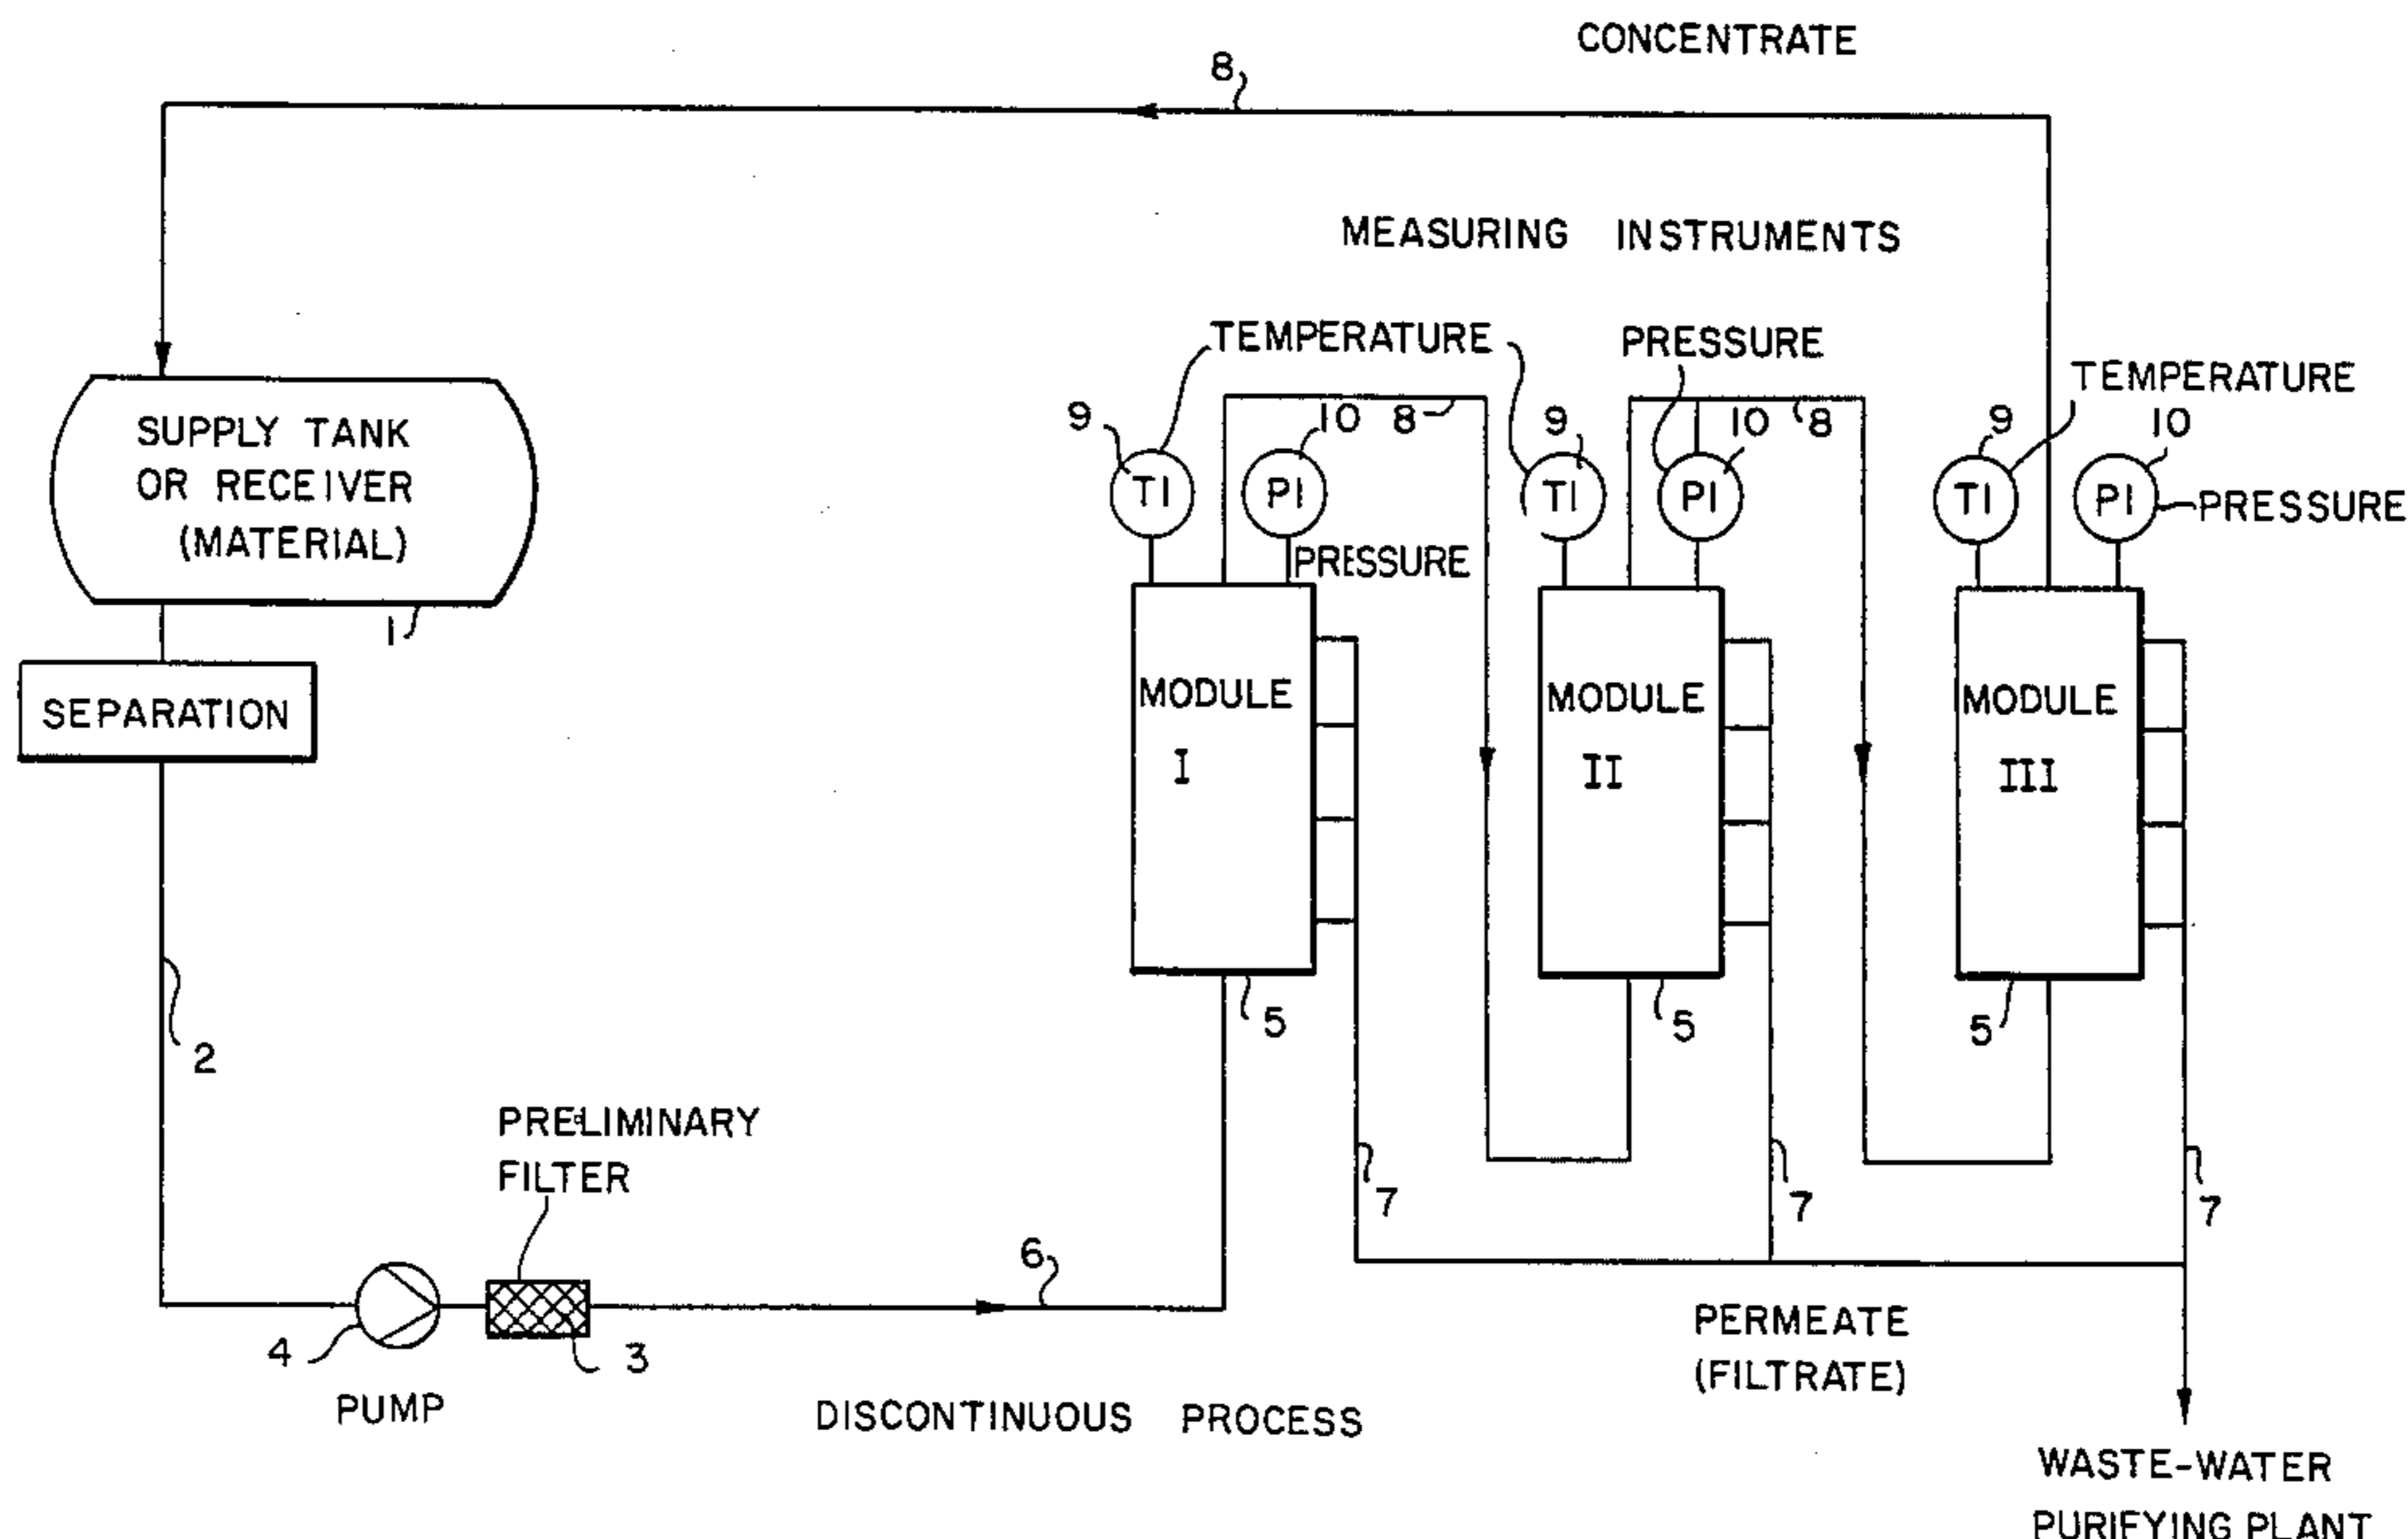 CONCENTRATE
8
MEASURING INSTRUMENTS
TEMPERATURE
PRESSURE
TEMPERATURE
9
10
8
9
10
8
9
10
TI
PI
TI
PI
TI
PI
PRESSURE
PRESSURE
SUPPLY TANK
OR RECEIVER
(MATERIAL)
1
SEPARATION
MODULE
I
MODULE
II
MODULE
III
5
5
5
2
PRELIMINARY
FILTER
7
7
7
6
4
3
PUMP
PERMEATE
(FILTRATE)
DISCONTINUOUS PROCESS
WASTE-WATER
PURIFYING PLANT